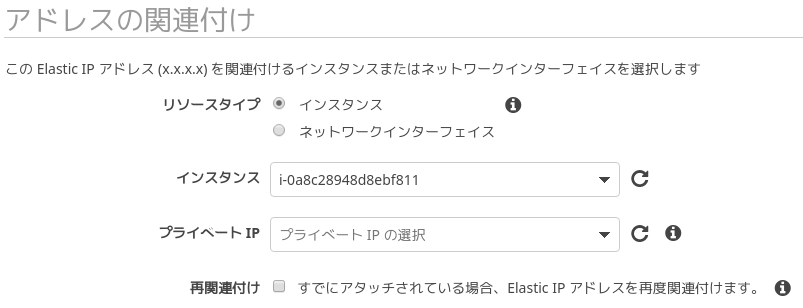 アドレスの関連付け
この Elastic IP アドレス (x.x.x.x) を関連付けるインスタンスまたはネットワークインターフェイスを選択します
リソースタイプ インスタンス
ネットワークインターフェイス
インスタンス i-0a8c28948d8ebf811
プライベート IP プライベート IP の選択
再関連付け すでにアタッチされている場合、Elastic IP アドレスを再度関連付けます。